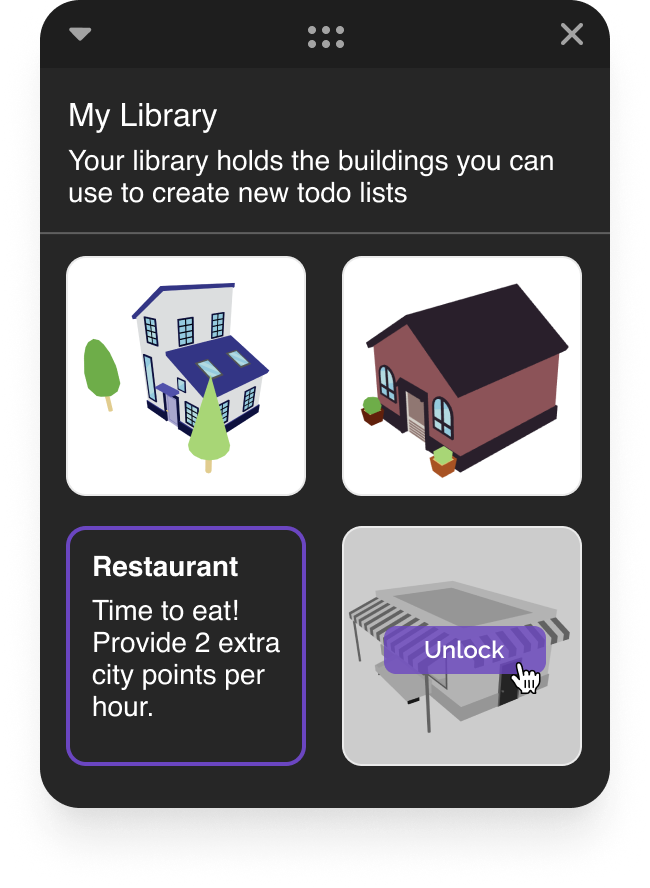 My Library
Your library holds the buildings you can
use to create new todo lists
Restaurant
Time to eat!
Provide 2 extra
city points per
hour.
Unlock